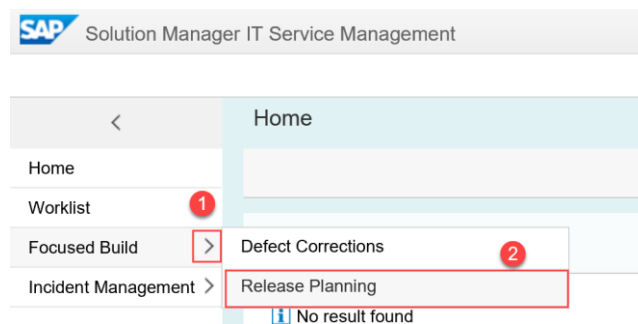 SAP Solution Manager IT Service Management
<
Home
Home
Worklist
1
Focused Build >
Defect Corrections
2
Incident Management >
Release Planning
i No result found